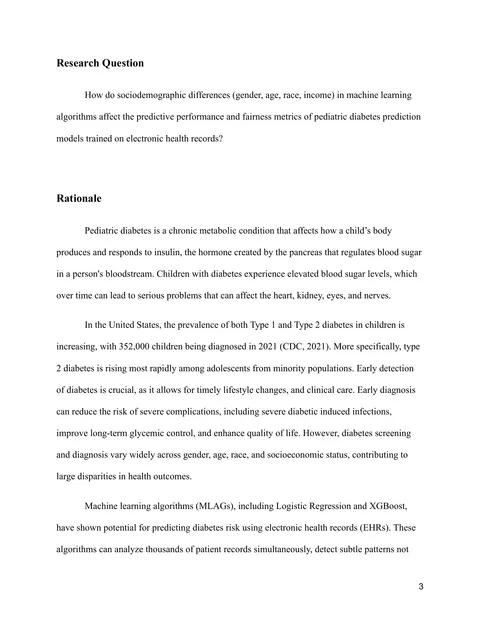 Research Question
How do sociodemographic differences (gender, age, race, income) in machine learning
algorithms affect the predictive performance and fairness metrics of pediatric diabetes prediction
models trained on electronic health records?
Rationale
Pediatric diabetes is a chronic metabolic condition that affects how a child's body
produces and responds to insulin, the hormone created by the pancreas that regulates blood sugar
in a person's bloodstream. Children with diabetes experience elevated blood sugar levels, which
over time can lead to serious problems that can affect the heart, kidney, eyes, and nerves.
In the United States, the prevalence of both Type 1 and Type 2 diabetes in children is
increasing, with 352,000 children being diagnosed in 2021 (CDC, 2021). More specifically, type
2 diabetes is rising most rapidly among adolescents from minority populations. Early detection
of diabetes is crucial, as it allows for timely lifestyle changes, and clinical care. Early diagnosis
can reduce the risk of severe complications, including severe diabetic induced infections,
improve long-term glycemic control, and enhance quality of life. However, diabetes screening
and diagnosis vary widely across gender, age, race, and socioeconomic status, contributing to
large disparities in health outcomes.
Machine learning algorithms (MLAGs), including Logistic Regression and XGBoost,
have shown potential for predicting diabetes risk using electronic health records (EHRs). These
algorithms can analyze thousands of patient records simultaneously, detect subtle patterns not
3